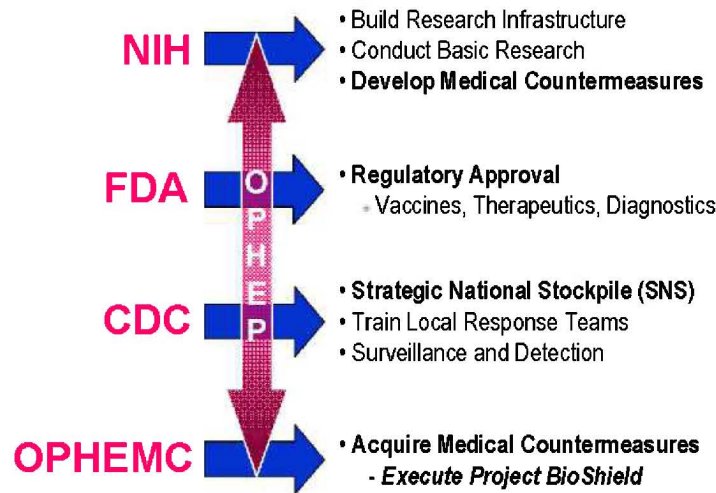 NIH
• Build Research Infrastructure
• Conduct Basic Research
• Develop Medical Countermeasures
FDA
• Regulatory Approval
- Vaccines, Therapeutics, Diagnostics
OPHEP
CDC
• Strategic National Stockpile (SNS)
• Train Local Response Teams
• Surveillance and Detection
OPHEMC
• Acquire Medical Countermeasures
- Execute Project BioShield